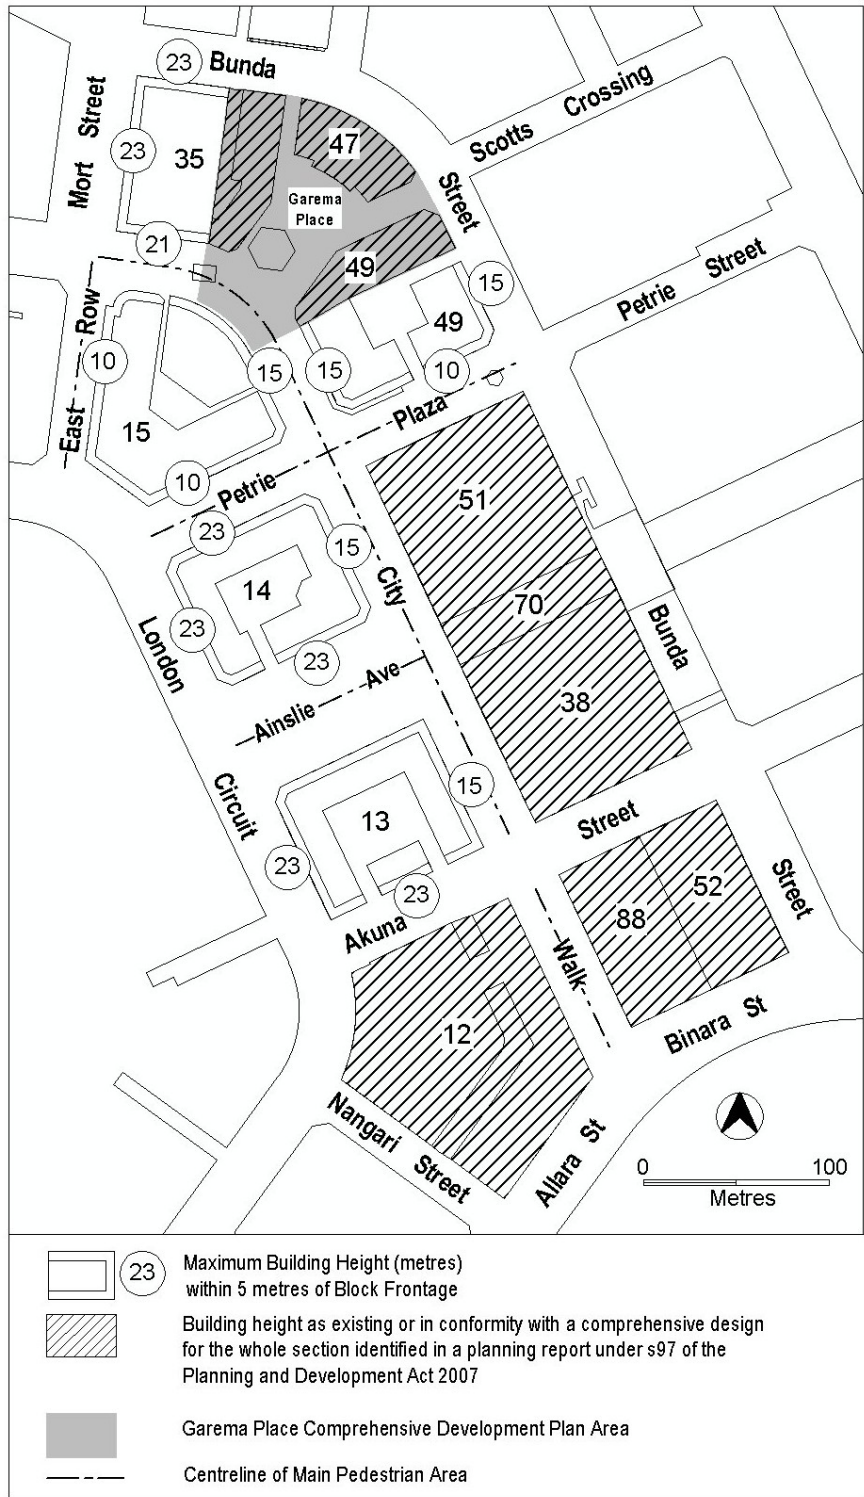 23
Bunda
Scotts Crossing
Mort Street
23
35
47
Street
Garema
Place
21
49
15
Petrie Street
East Row
10
15
15
49
10
15
Plaza
10
Petrie
51
23
15
City
14
70
23
London
23
Ainslie Ave
Bunda
38
Circuit
15
13
23
Street
23
Akuna
Street
52
88
Walk
12
Binara St
Nangari Street
Allara St
0 100
Metres
23
Maximum Building Height (metres)
within 5 metres of Block Frontage
Building height as existing or in conformity with a comprehensive design
for the whole section identified in a planning report under s97 of the
Planning and Development Act 2007
Garema Place Comprehensive Development Plan Area
Centreline of Main Pedestrian Area